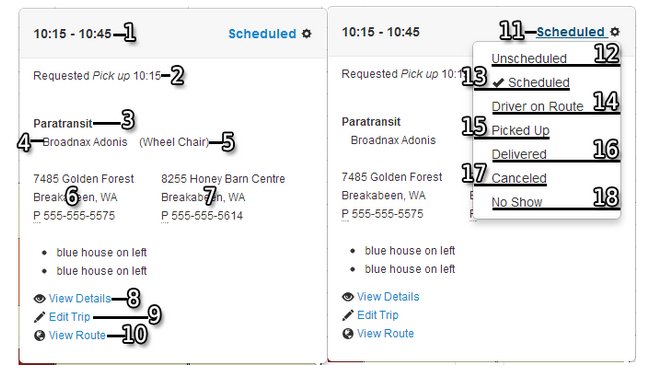 10:15 - 10:45 1 Scheduled
Requested Pick up 10:15 2
Paratransit 3
4 Broadnax Adonis (Wheel Chair) 5
7485 Golden Forest 8255 Honey Barn Centre
Breakabeen, WA 6 Breakabeen, WA 7
P 555-555-5575 P 555-555-5614
• blue house on left
• blue house on left
View Details 8
Edit Trip 9
View Route 10
10:15 - 10:45 11 Scheduled
Unscheduled 12
Requested Pick up 10:1 13 ✔ Scheduled
Driver on Route 14
Paratransit 15 Picked Up
Broadnax Adonis
Delivered 16
7485 Golden Forest 17 Canceled
Breakabeen, WA
No Show 18
P 555-555-5575 P
• blue house on left
• blue house on left
View Details
Edit Trip
View Route